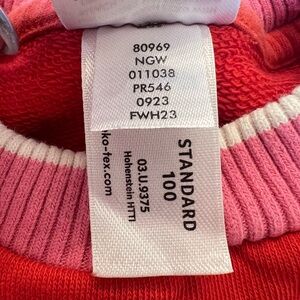 80969
NGW
011038
PR546
0923
FWH23
STANDARD
100
03.U.9375
Hohenstein HTTI
ko-tex.com